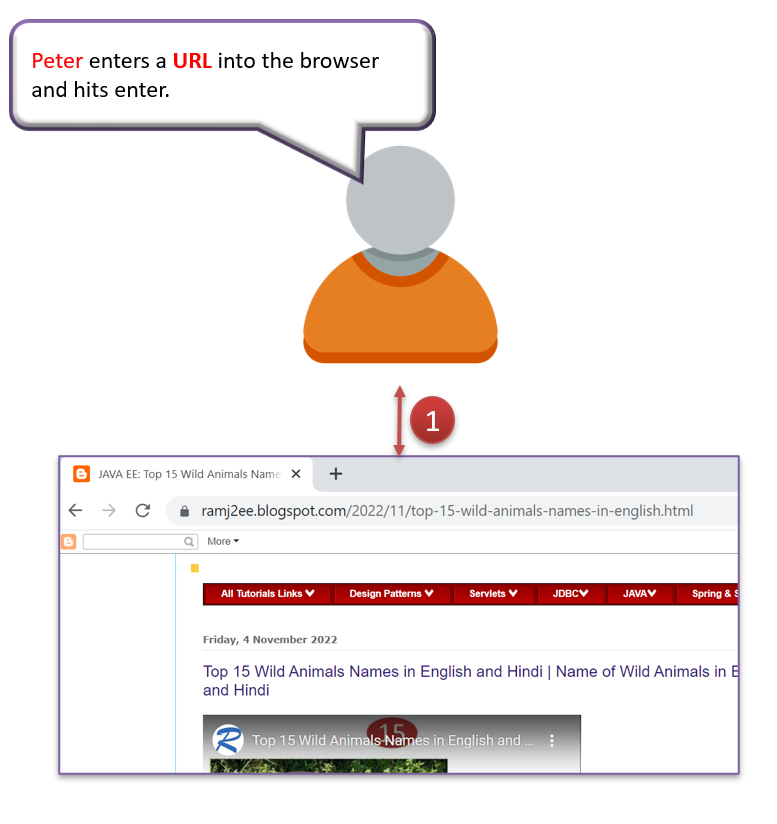 Peter enters a URL into the browser
and hits enter.
1
JAVA EE: Top 15 Wild Animals Name
ramj2ee.blogspot.com/2022/11/top-15-wild-animals-names-in-english.html
More
All Tutorials Links Design Patterns Servlets JDBC JAVA Spring & S
Friday, 4 November 2022
Top 15 Wild Animals Names in English and Hindi | Name of Wild Animals in E
and Hindi
15
Top 15 Wild Animals Names in English and ...